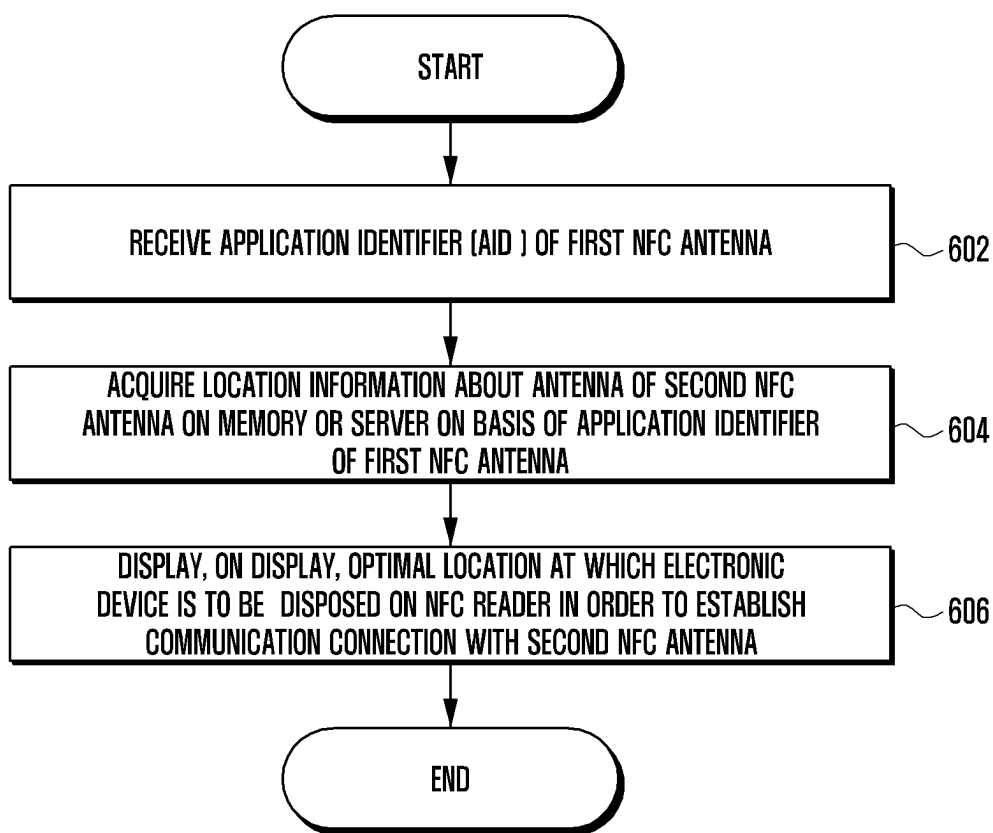 START
RECEIVE APPLICATION IDENTIFIER (AID ) OF FIRST NFC ANTENNA
602
ACQUIRE LOCATION INFORMATION ABOUT ANTENNA OF SECOND NFC
ANTENNA ON MEMORY OR SERVER ON BASIS OF APPLICATION IDENTIFIER
OF FIRST NFC ANTENNA
604
DISPLAY, ON DISPLAY, OPTIMAL LOCATION AT WHICH ELECTRONIC
DEVICE IS TO BE DISPOSED ON NFC READER IN ORDER TO ESTABLISH
COMMUNICATION CONNECTION WITH SECOND NFC ANTENNA
606
END